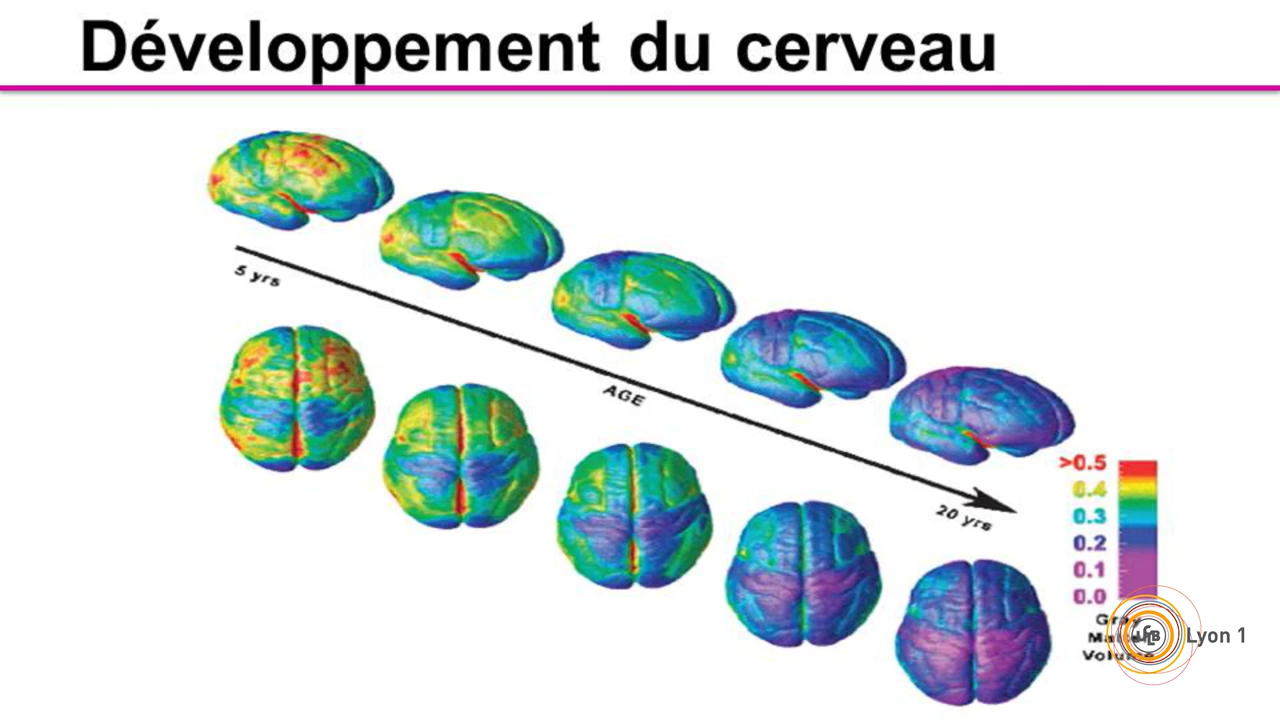 Développement du cerveau
5 yrs
AGE
20 yrs
>0.5
0.4
0.3
0.2
0.1
0.0
Lyon 1